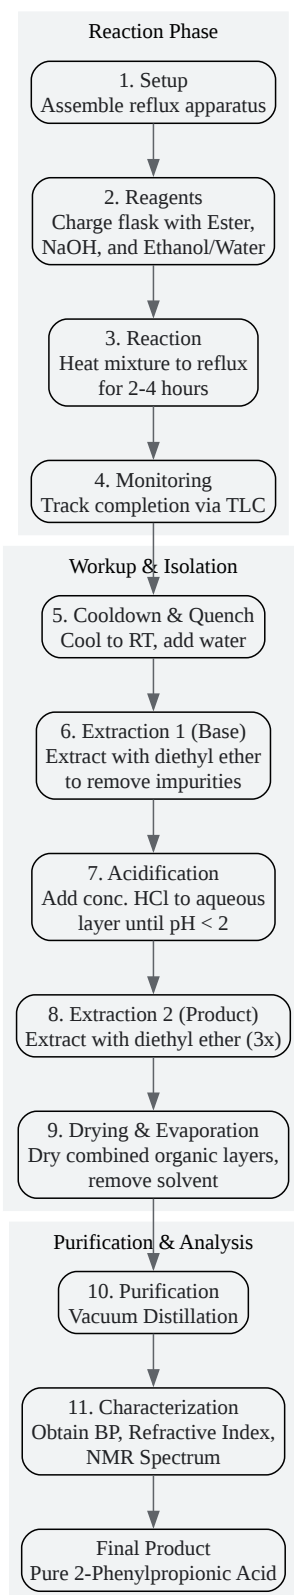 Reaction Phase
1. Setup
Assemble reflux apparatus
2. Reagents
Charge flask with Ester,
NaOH, and Ethanol/Water
3. Reaction
Heat mixture to reflux
for 2-4 hours
4. Monitoring
Track completion via TLC
Workup & Isolation
5. Cooldown & Quench
Cool to RT, add water
6. Extraction 1 (Base)
Extract with diethyl ether
to remove impurities
7. Acidification
Add conc. HCl to aqueous
layer until pH < 2
8. Extraction 2 (Product)
Extract with diethyl ether (3x)
9. Drying & Evaporation
Dry combined organic layers,
remove solvent
Purification & Analysis
10. Purification
Vacuum Distillation
11. Characterization
Obtain BP, Refractive Index,
NMR Spectrum
Final Product
Pure 2-Phenylpropionic Acid